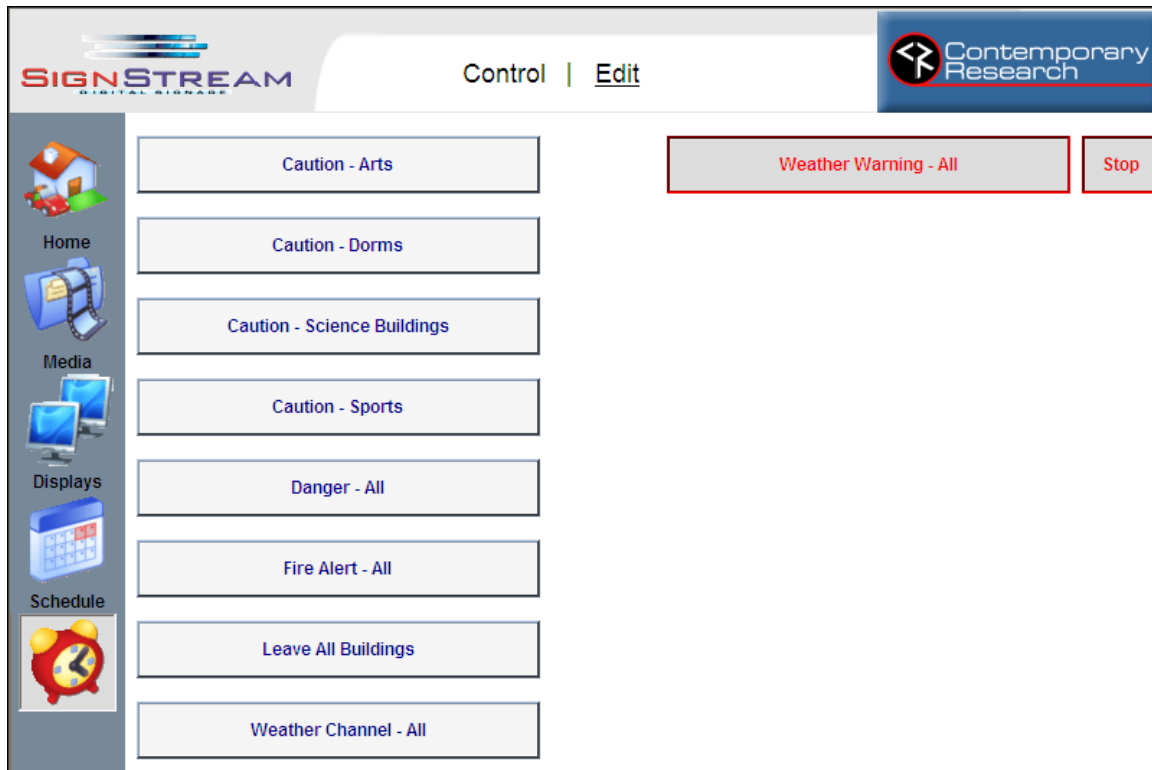 SIGNSTREAM
DIGITAL SIGNAGE
Control | Edit
Contemporary
Research
Home
Media
Displays
Schedule
Caution - Arts
Caution - Dorms
Caution - Science Buildings
Caution - Sports
Danger - All
Fire Alert - All
Leave All Buildings
Weather Channel - All
Weather Warning - All
Stop